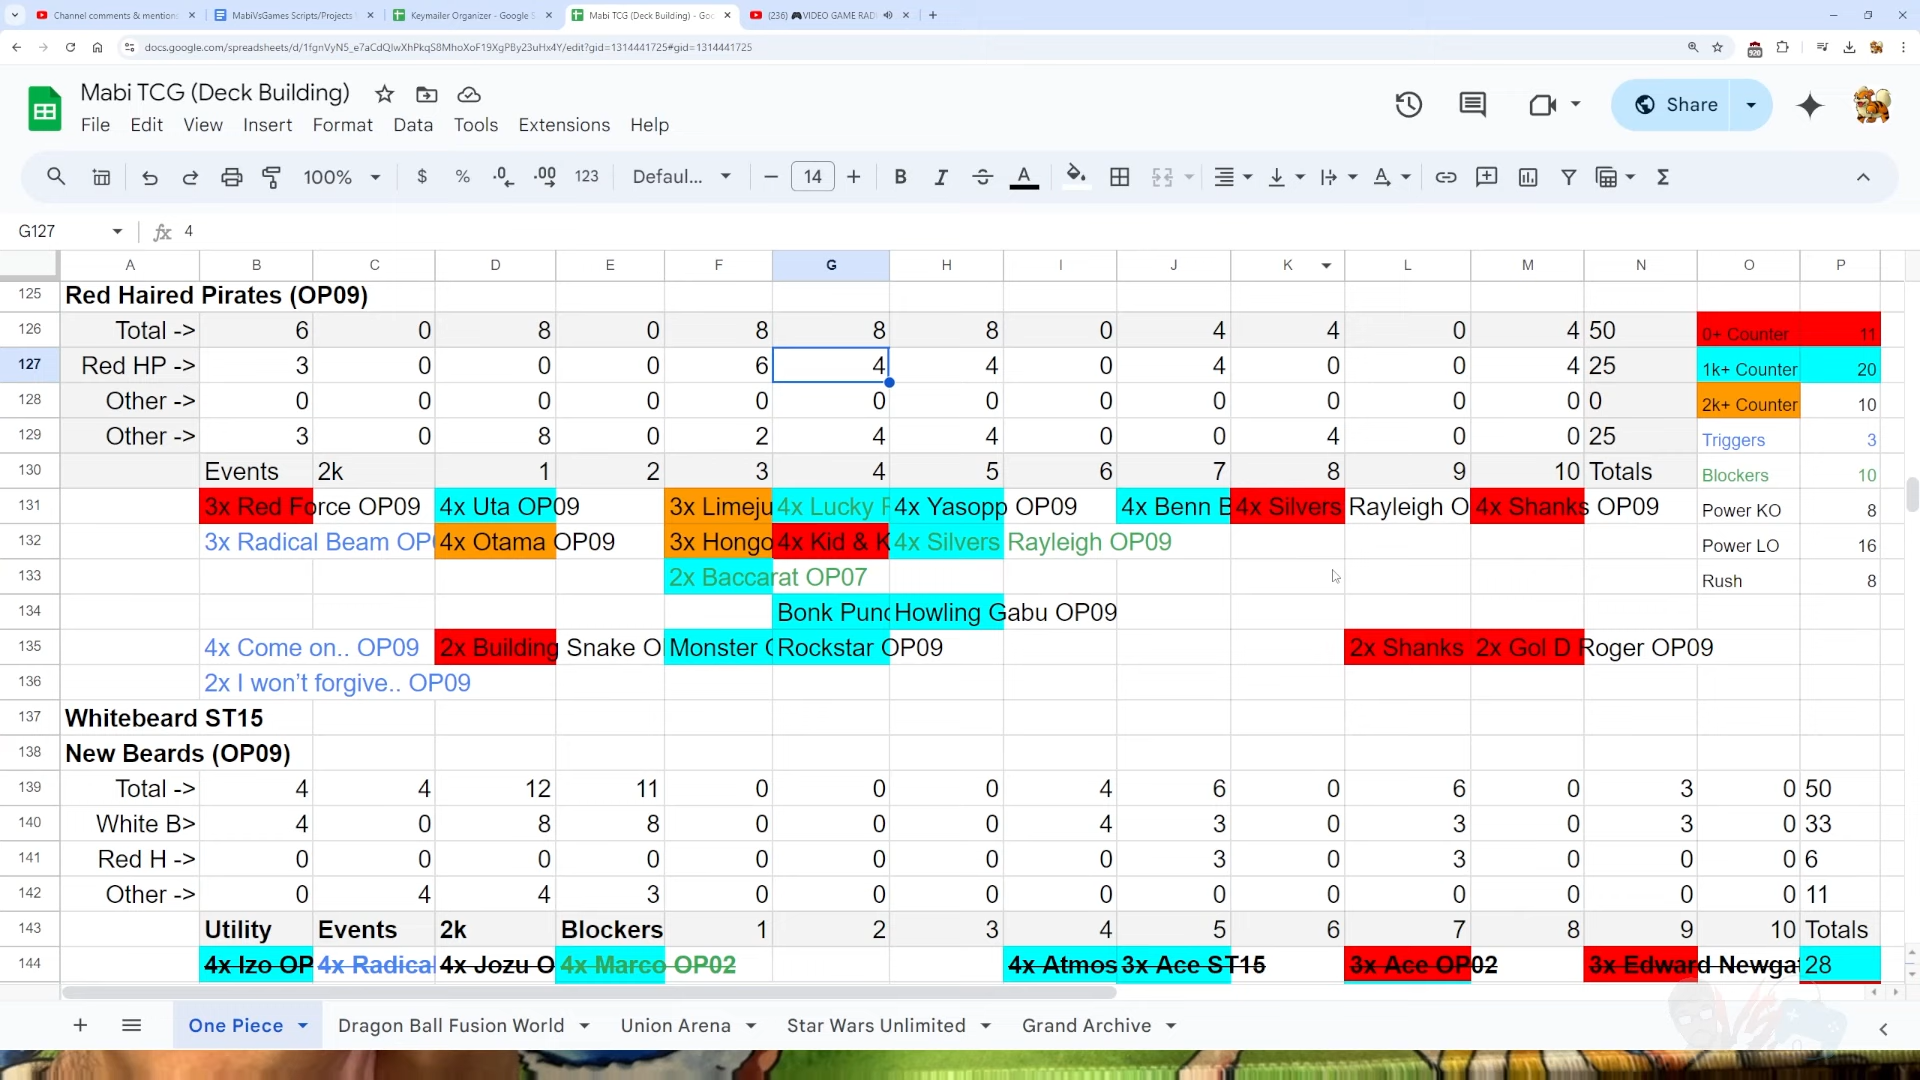 Channel comments & mentions
MabiVsGames Scripts/Projects
Keymailer Organizer - Google S
Mabi TCG (Deck Building) - Goo
(236) 🎮VIDEO GAME RAD
docs.google.com/spreadsheets/d/1fgnVyN5_e7aCdQlwXhPkqS8MhoXoF19XgPBy23uHx4Y/edit?gid=1314441725#gid=1314441725
920
Mabi TCG (Deck Building)
Share
File Edit View Insert Format Data Tools Extensions Help
100% $ % .0 .00 123 Defaul... − 14 + B I A Σ
G127 fx 4
A B C D E F G H I J K L M N O P
125 Red Haired Pirates (OP09)
126 Total -> 6 0 8 0 8 8 8 0 4 4 0 4 50 0+ Counter 11
127 Red HP -> 3 0 0 0 6 4 4 0 4 0 0 4 25 1k+ Counter 20
128 Other -> 0 0 0 0 0 0 0 0 0 0 0 0 0 2k+ Counter 10
129 Other -> 3 0 8 0 2 4 4 0 0 4 0 0 25 Triggers 3
130 Events 2k 1 2 3 4 5 6 7 8 9 10 Totals Blockers 10
131 3x Red Force OP09 4x Uta OP09 3x Limeju 4x Lucky 4x Yasopp OP09 4x Benn B 4x Silvers Rayleigh O 4x Shanks OP09 Power KO 8
132 3x Radical Beam OP 4x Otama OP09 3x Hongo 4x Kid & K 4x Silvers Rayleigh OP09 Power LO 16
133 2x Baccarat OP07 Rush 8
134 Bonk Punc Howling Gabu OP09
135 4x Come on.. OP09 2x Building Snake O Monster Rockstar OP09 2x Shanks 2x Gol D Roger OP09
136 2x I won't forgive.. OP09
137 Whitebeard ST15
138 New Beards (OP09)
139 Total -> 4 4 12 11 0 0 0 4 6 0 6 0 3 0 50
140 White B> 4 0 8 8 0 0 0 4 3 0 3 0 3 0 33
141 Red H -> 0 0 0 0 0 0 0 0 3 0 3 0 0 0 6
142 Other -> 0 4 4 3 0 0 0 0 0 0 0 0 0 0 11
143 Utility Events 2k Blockers 1 2 3 4 5 6 7 8 9 10 Totals
144 4x Izo OP 4x Radical 4x Jozu O 4x Marco OP02 4x Atmos 3x Ace ST15 3x Ace OP02 3x Edward Newga 28
One Piece Dragon Ball Fusion World Union Arena Star Wars Unlimited Grand Archive